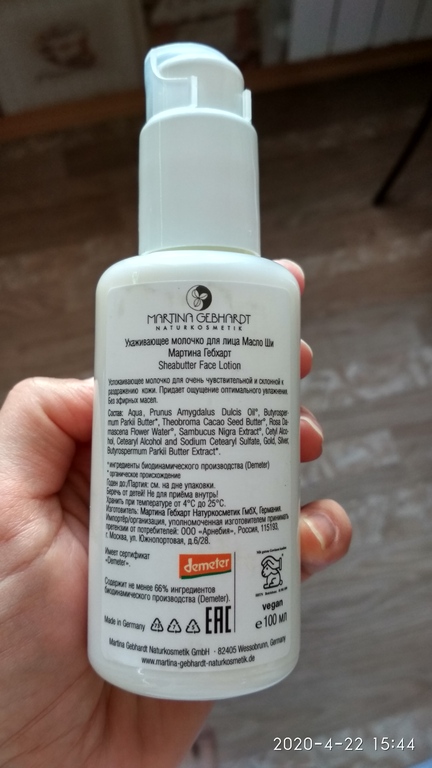 MARTINA GEBHARDT
NATURKOSMETIK
Ухаживающее молочко для лица Масло Ши
Мартина Гебхарт
Sheabutter Face Lotion
Успокаивающее молочко для очень чувствительной и склонной к
раздражению кожи. Придает ощущение оптимального увлажнения.
Без эфирных масел.
Состав: Aqua, Prunus Amygdalus Dulcis Oil*, Butyrosper-
mum Parkii Butter*, Theobroma Cacao Seed Butter*, Rosa Da-
mascena Flower Water*, Sambucus Nigra Extract*, Cetyl Alco-
hol, Cetearyl Alcohol and Sodium Cetearyl Sulfate, Gold, Silver,
Butyrospermum Parkii Butter Extract*.
* ингредиенты биодинамического производства (Demeter)
* органическое происхождение
Годен до/Партия: см. на дне упаковки.
Беречь от детей! Не для приёма внутрь!
Хранить при температуре от 4°C до 25°C.
Изготовитель: Мартина Гебхарт Натуркосметик ГмбХ, Германия.
Импортёр/организация, уполномоченная изготовителем принимать
претензии от потребителей: ООО «Арнебия», Россия, 115193,
г. Москва, ул. Южнопортовая, д.6/28.
Имеет сертификат
«Demeter».
demeter
Содержит не менее 66% ингредиентов
биодинамического производства (Demeter).
vegan
e 100 мл
Made in Germany
EAC
Martina Gebhardt Naturkosmetik GmbH · 82405 Wessobrunn, Germany
www.martina-gebhardt-naturkosmetik.de
2020-4-22 15:44